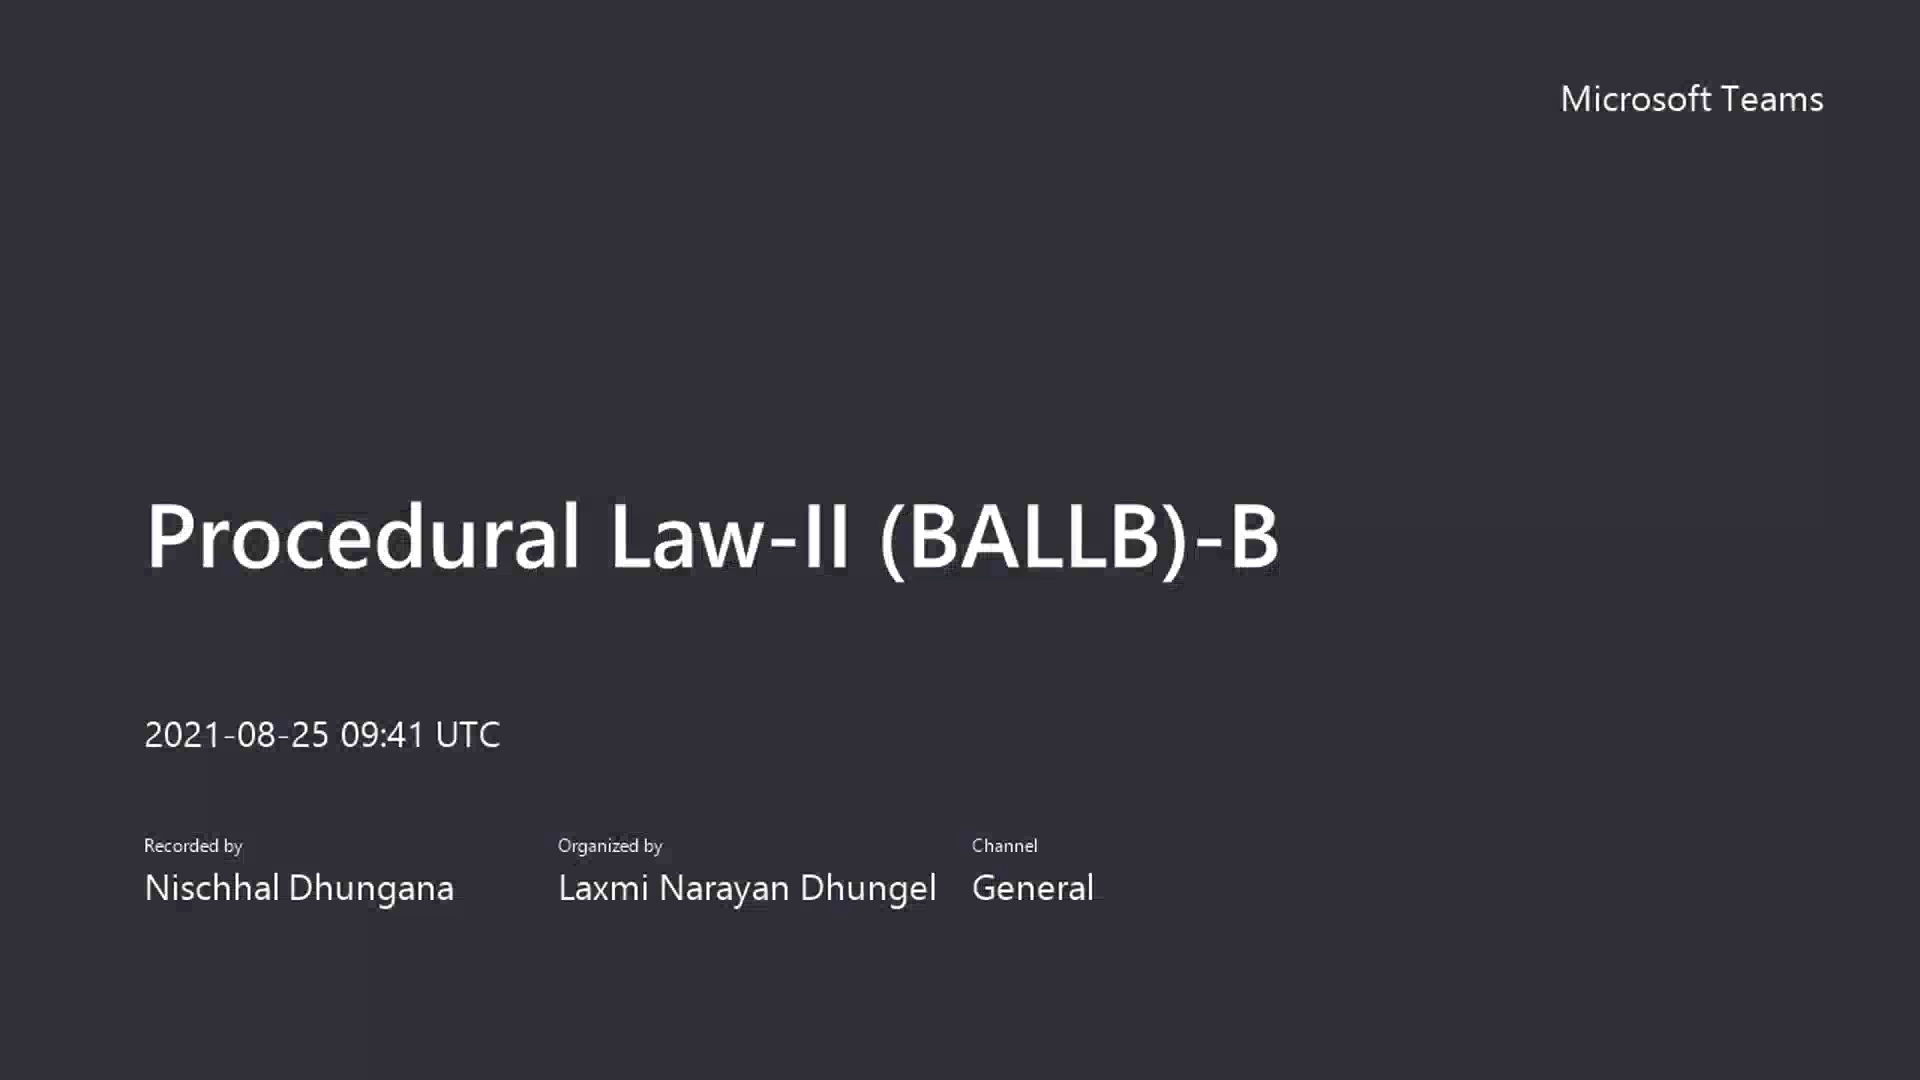 Microsoft Teams
Procedural Law-II (BALLB)-B
2021-08-25 09:41 UTC
Recorded by
Nischhal Dhungana
Organized by
Laxmi Narayan Dhungel
Channel
General